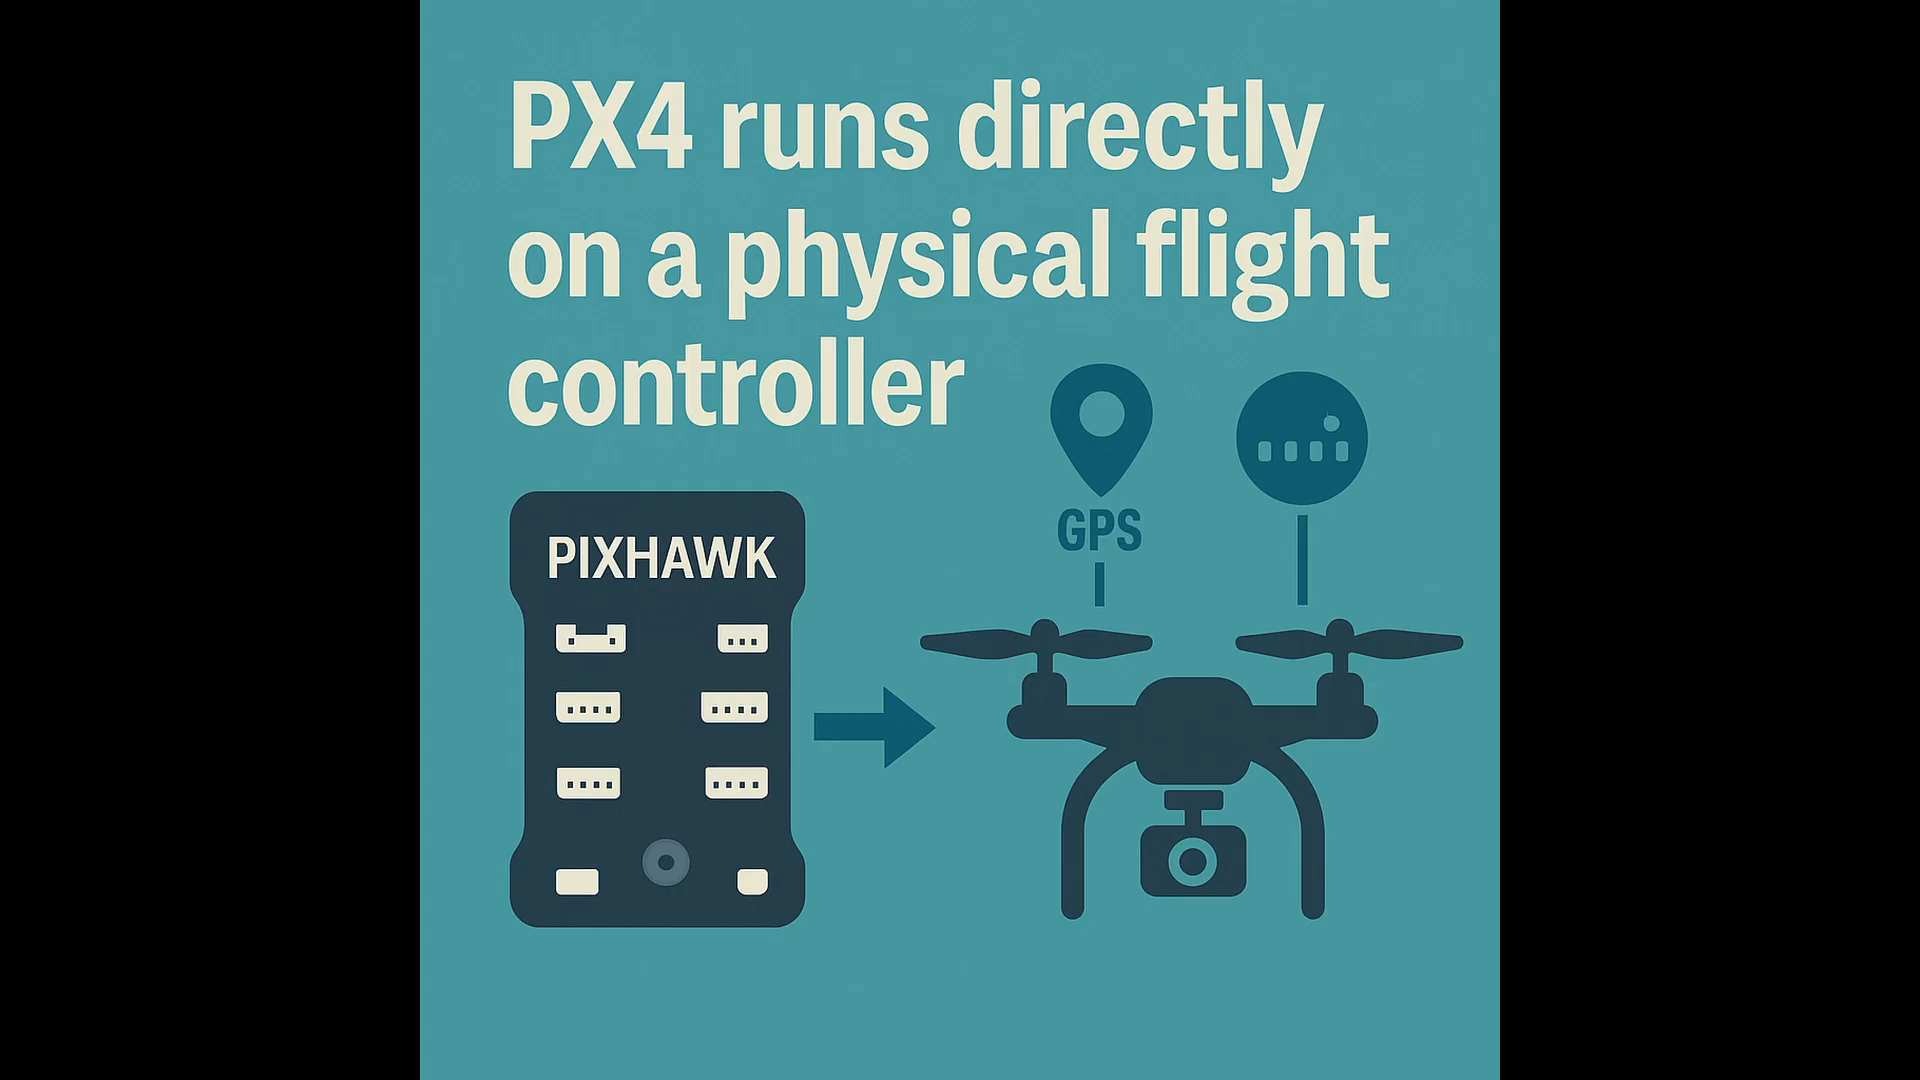 PX4 runs directly
on a physical flight
controller
GPS
PIXHAWK